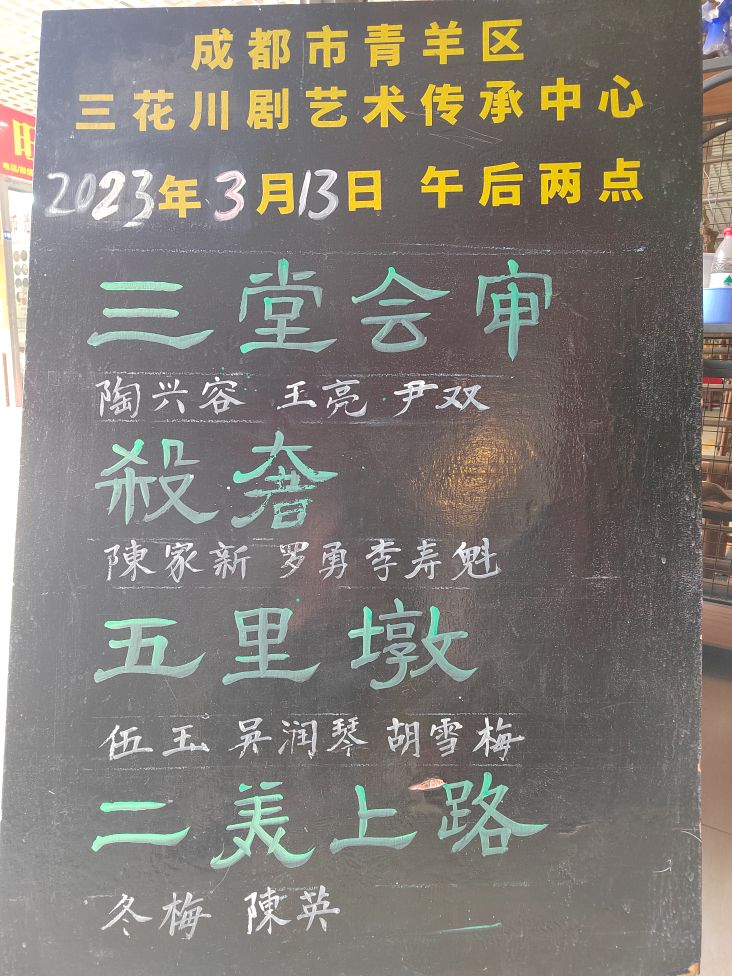 成都市青羊区
三花川剧艺术传承中心
2023年3月13日 午后两点
三堂会审
陶兴容 王亮 尹双
殺奢
陳家新 罗勇 李寿魁
五里墩
伍玉 吴润琴 胡雪梅
二美上路
冬梅 陳英